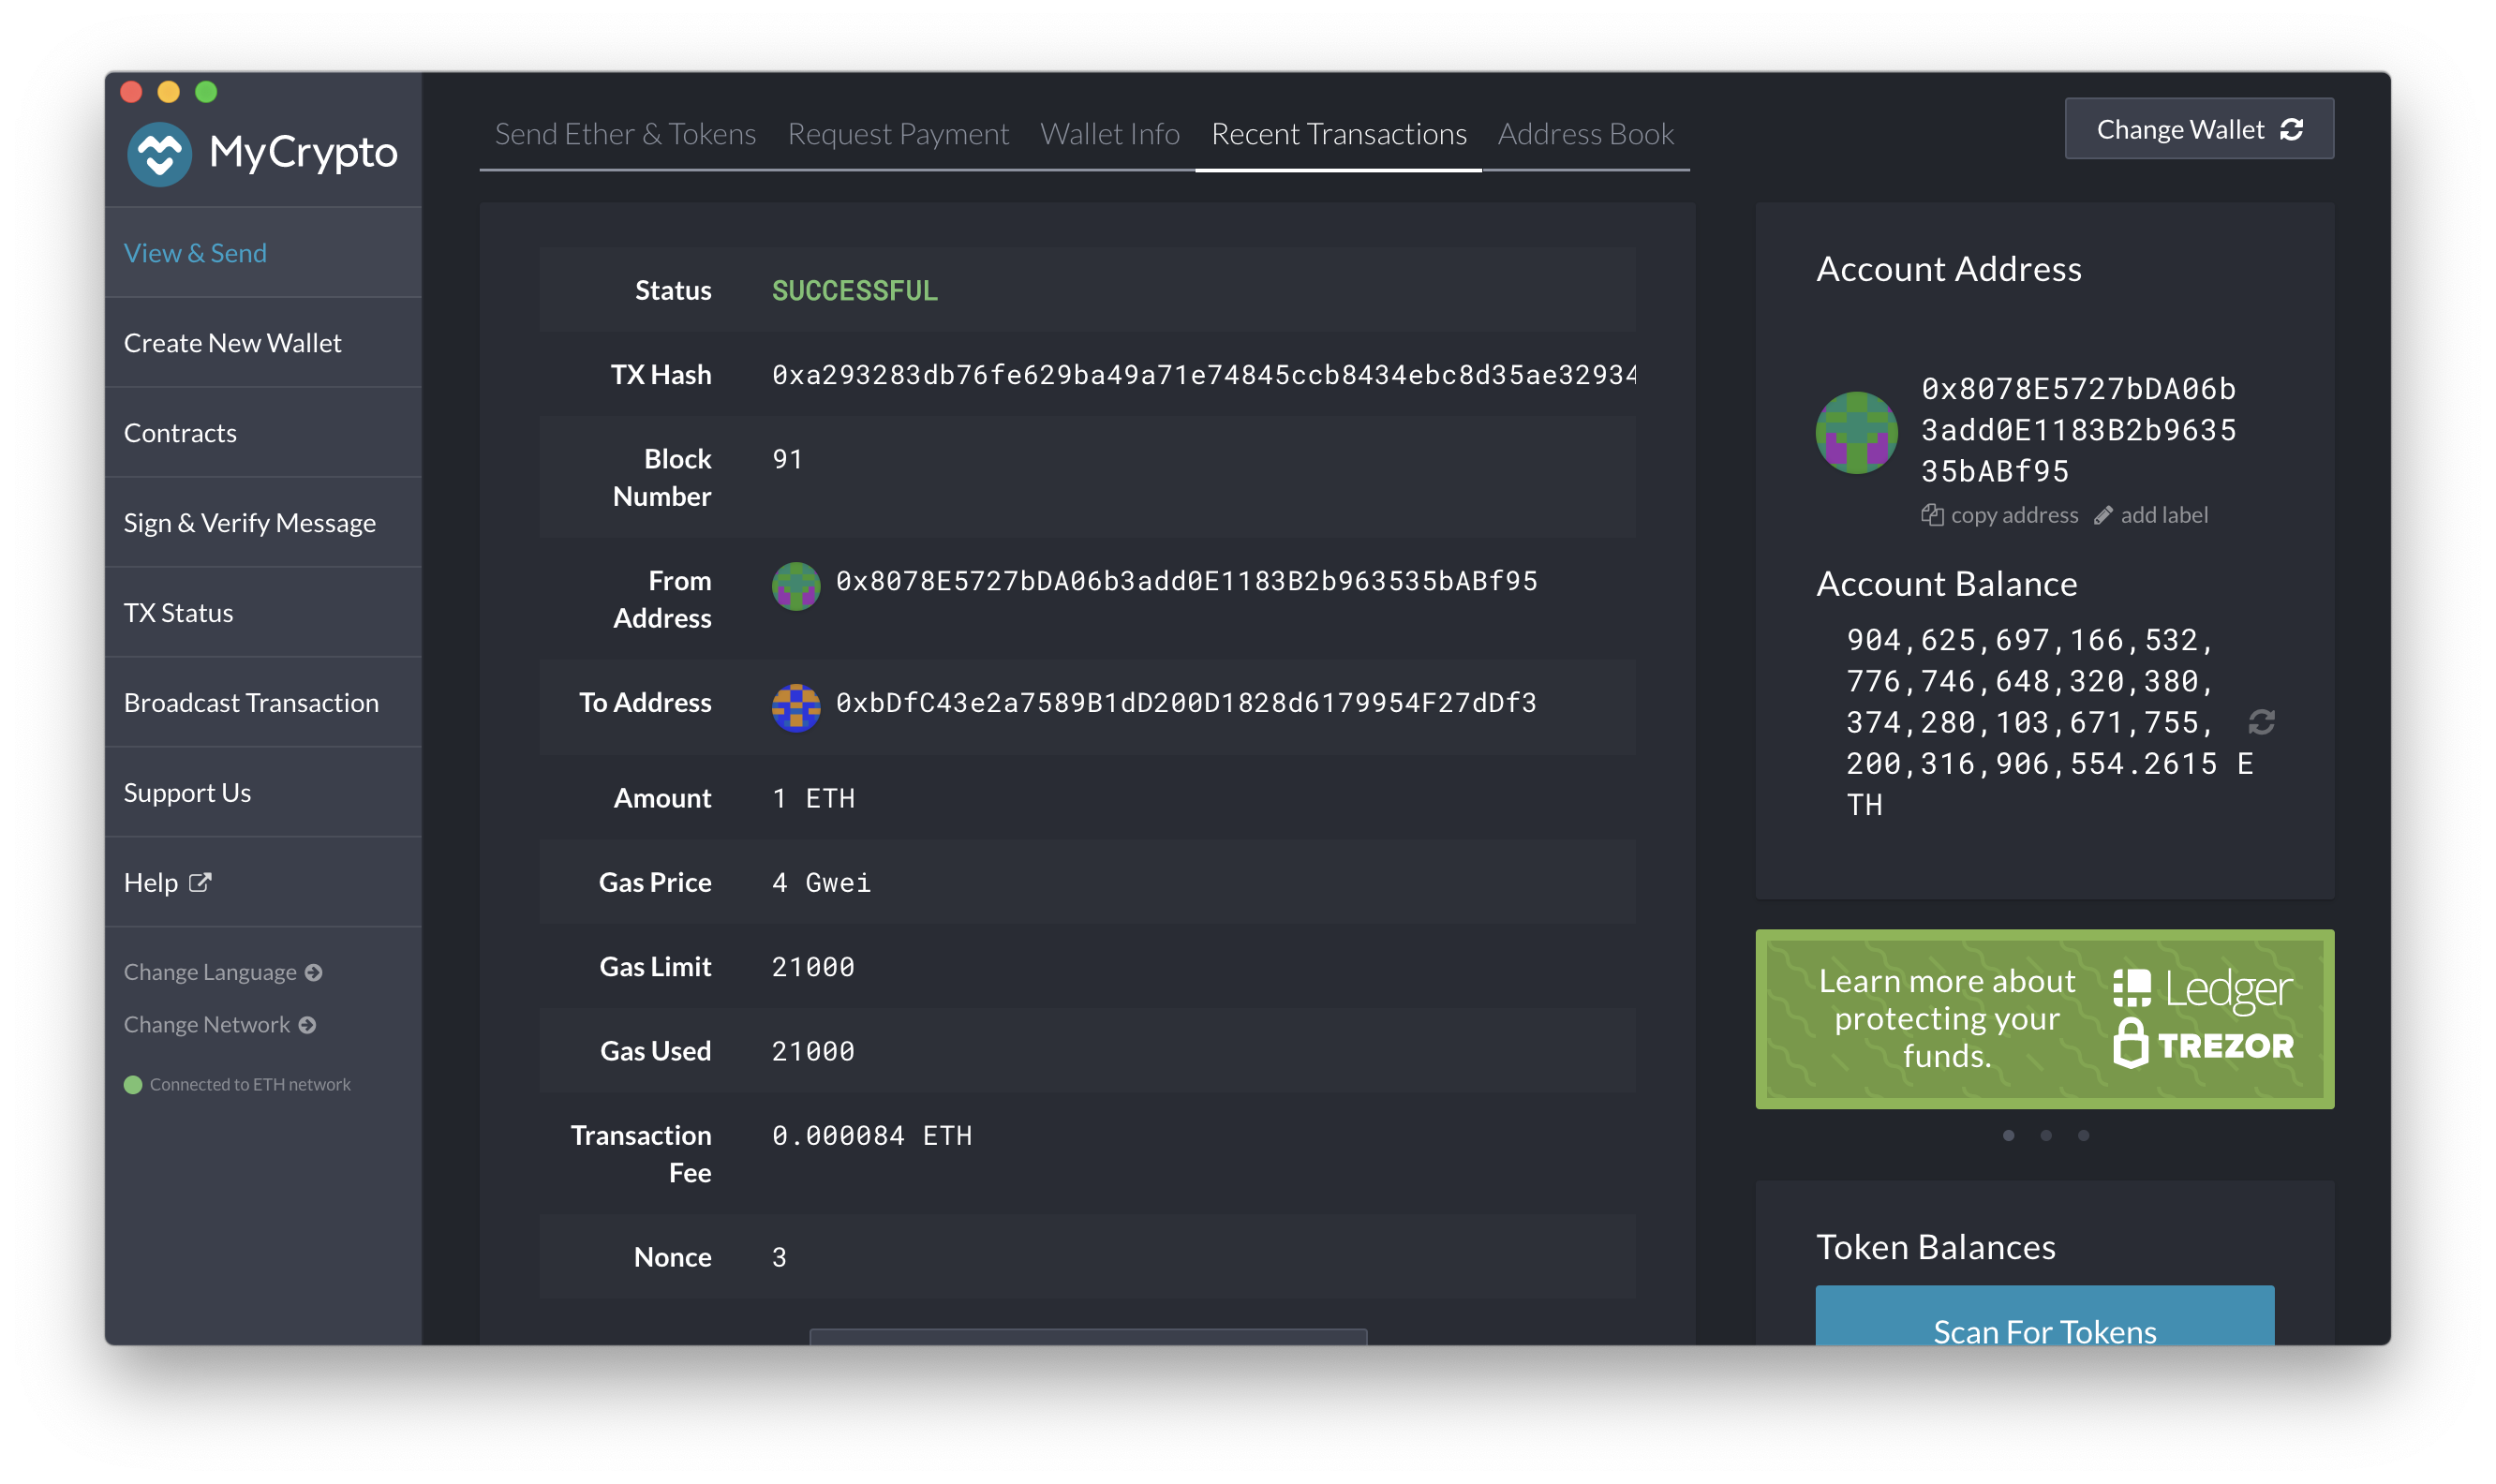 MyCrypto
View & Send
Create New Wallet
Contracts
Sign & Verify Message
TX Status
Broadcast Transaction
Support Us
Help
Change Language
Change Network
Connected to ETH network
Send Ether & Tokens Request Payment Wallet Info Recent Transactions Address Book
Change Wallet
Status SUCCESSFUL
TX Hash 0xa293283db76fe629ba49a71e74845ccb8434ebc8d35ae32934
Block 91
Number
From 0x8078E5727bDA06b3add0E1183B2b963535bABf95
Address
To Address 0xbDfC43e2a7589B1dD200D1828d6179954F27dDf3
Amount 1 ETH
Gas Price 4 Gwei
Gas Limit 21000
Gas Used 21000
Transaction 0.000084 ETH
Fee
Nonce 3
Account Address
0x8078E5727bDA06b
3add0E1183B2b9635
35bABf95
copy address add label
Account Balance
904,625,697,166,532,
776,746,648,320,380,
374,280,103,671,755,
200,316,906,554.2615 E
TH
Learn more about
protecting your
funds.
Ledger
TREZOR
Token Balances
Scan For Tokens